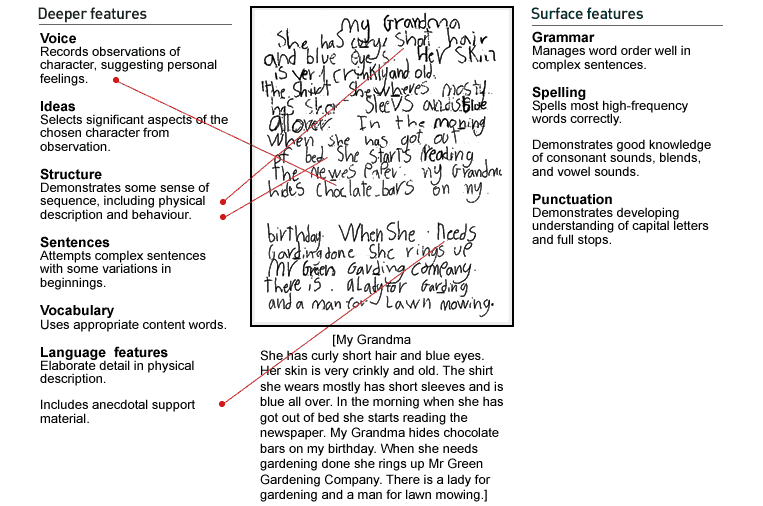 Deeper features
Voice
Records observations of
character, suggesting personal
feelings.
Ideas
Selects significant aspects of the
chosen character from
observation.
Structure
Demonstrates some sense of
sequence, including physical
description and behaviour.
Sentences
Attempts complex sentences
with some variations in
beginnings.
Vocabulary
Uses appropriate content words.
Language features
Elaborate detail in physical
description.
Includes anecdotal support
material.
My Grandma
She has curly short hair
and blue eyes. Her Skin
is very crinkly and old.
The Shirt She wheres mostly
has Short SleevS and is blue
all over. In the morning
when she has got out
of bed She starts reading
the Newes Paper. my Grandma
hides choclate bars on my
birthday. When She Needs
Garding done She rings up
Mr Greens Garding Company.
There is a lady for Garding
and a man for Lawn mowing.
[My Grandma
She has curly short hair and blue eyes.
Her skin is very crinkly and old. The shirt
she wears mostly has short sleeves and is
blue all over. In the morning when she has
got out of bed she starts reading the
newspaper. My Grandma hides chocolate
bars on my birthday. When she needs
gardening done she rings up Mr Green
Gardening Company. There is a lady for
gardening and a man for lawn mowing.]
Surface features
Grammar
Manages word order well in
complex sentences.
Spelling
Spells most high-frequency
words correctly.
Demonstrates good knowledge
of consonant sounds, blends,
and vowel sounds.
Punctuation
Demonstrates developing
understanding of capital letters
and full stops.